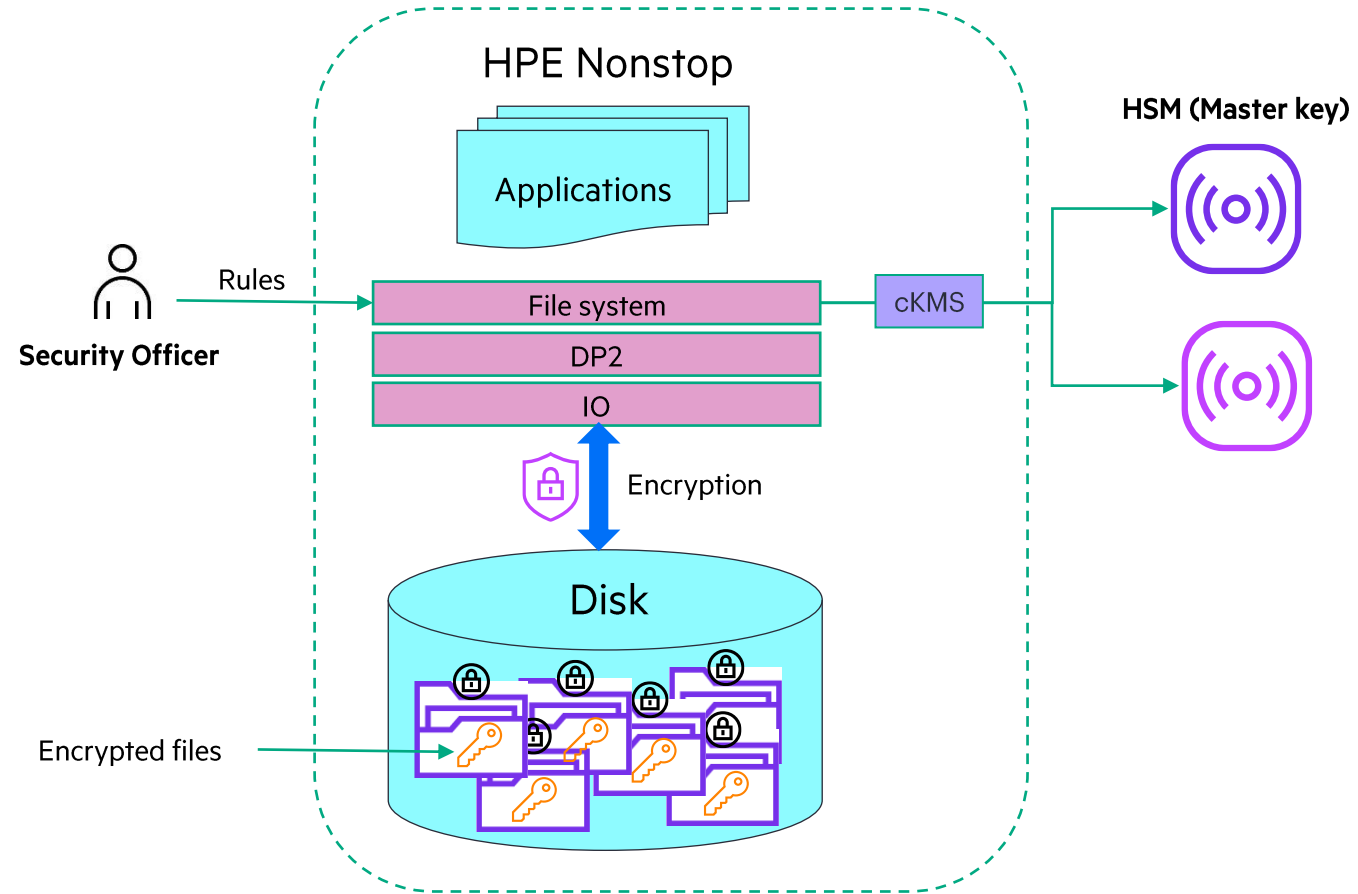 HPE Nonstop
HSM (Master key)
Applications
Rules
File system
cKMS
Security Officer
DP2
IO
Encryption
Disk
Encrypted files